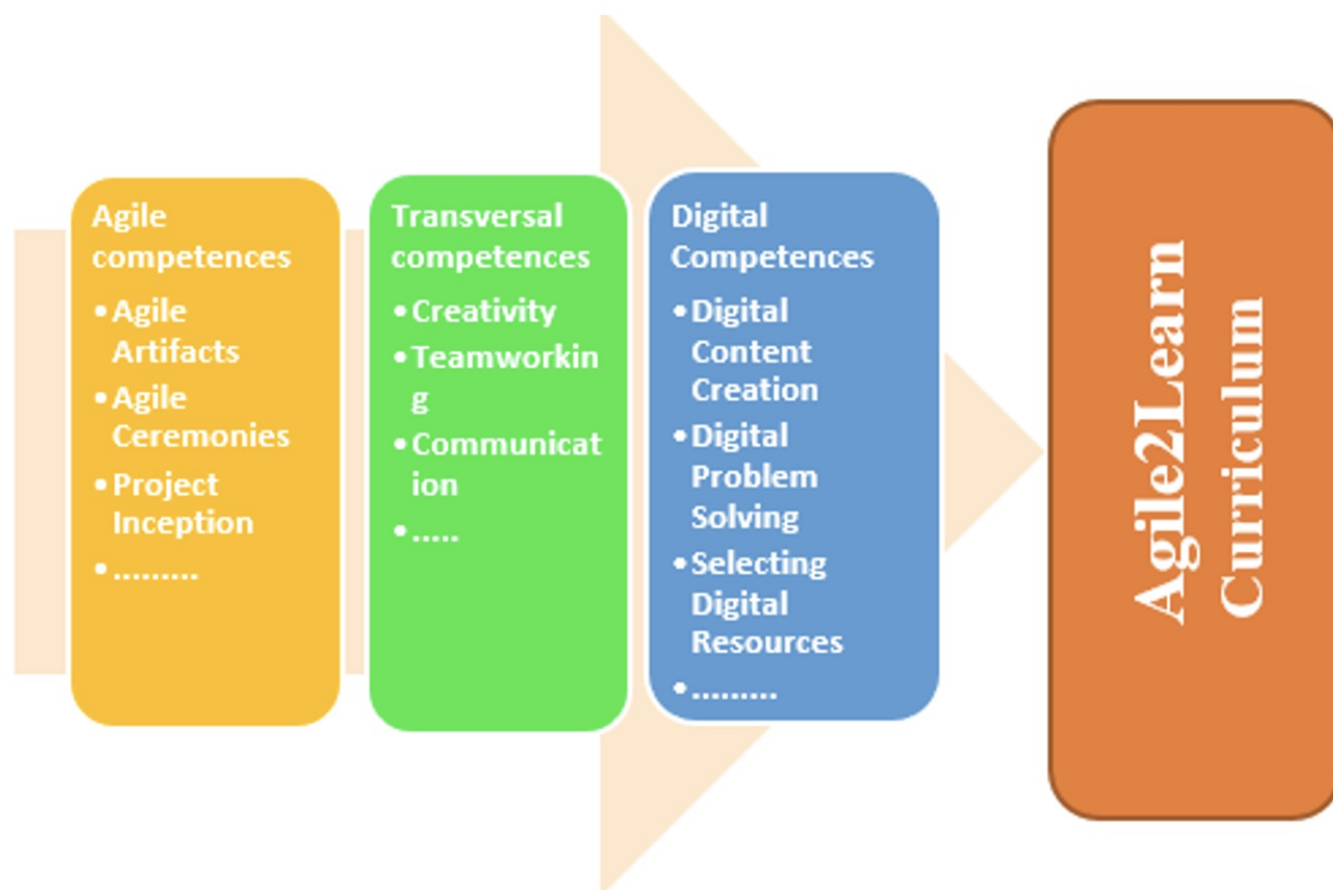 Agile
competences
•Agile
Artifacts
•Agile
Ceremonies
•Project
Inception
•.........
Transversal
competences
•Creativity
•Teamworkin
g
•Communicat
ion
•.....
Digital
Competences
•Digital
Content
Creation
•Digital
Problem
Solving
•Selecting
Digital
Resources
•.........
Agile2Learn
Curriculum